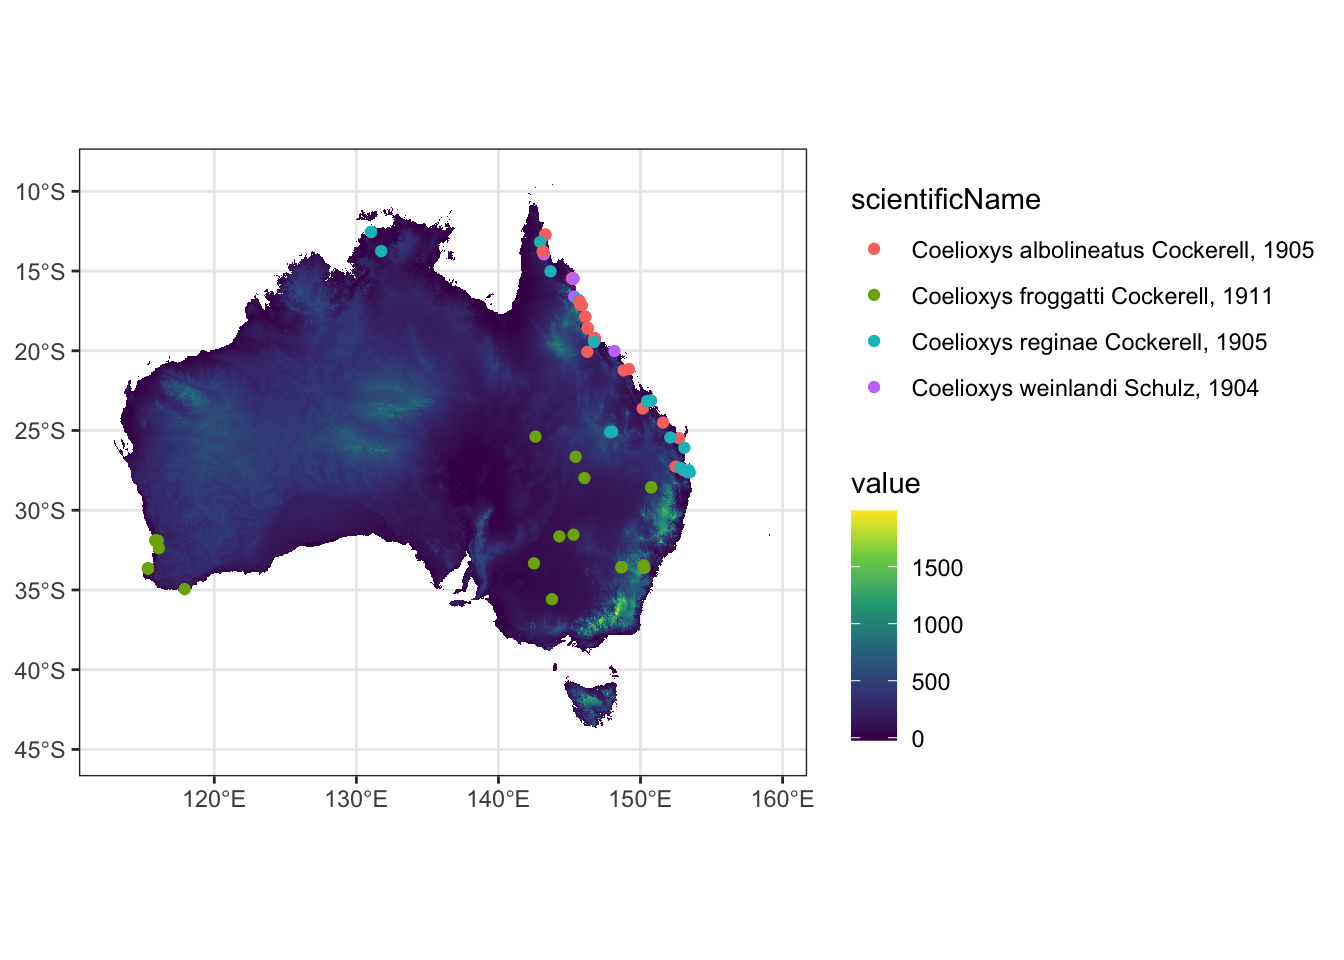 10°S
15°S
20°S
25°S
30°S
35°S
40°S
45°S
120°E
130°E
140°E
150°E
160°E
scientificName
Coelioxys albolineatus Cockerell, 1905
Coelioxys froggatti Cockerell, 1911
Coelioxys reginae Cockerell, 1905
Coelioxys weinlandi Schulz, 1904
value
1500
1000
500
0